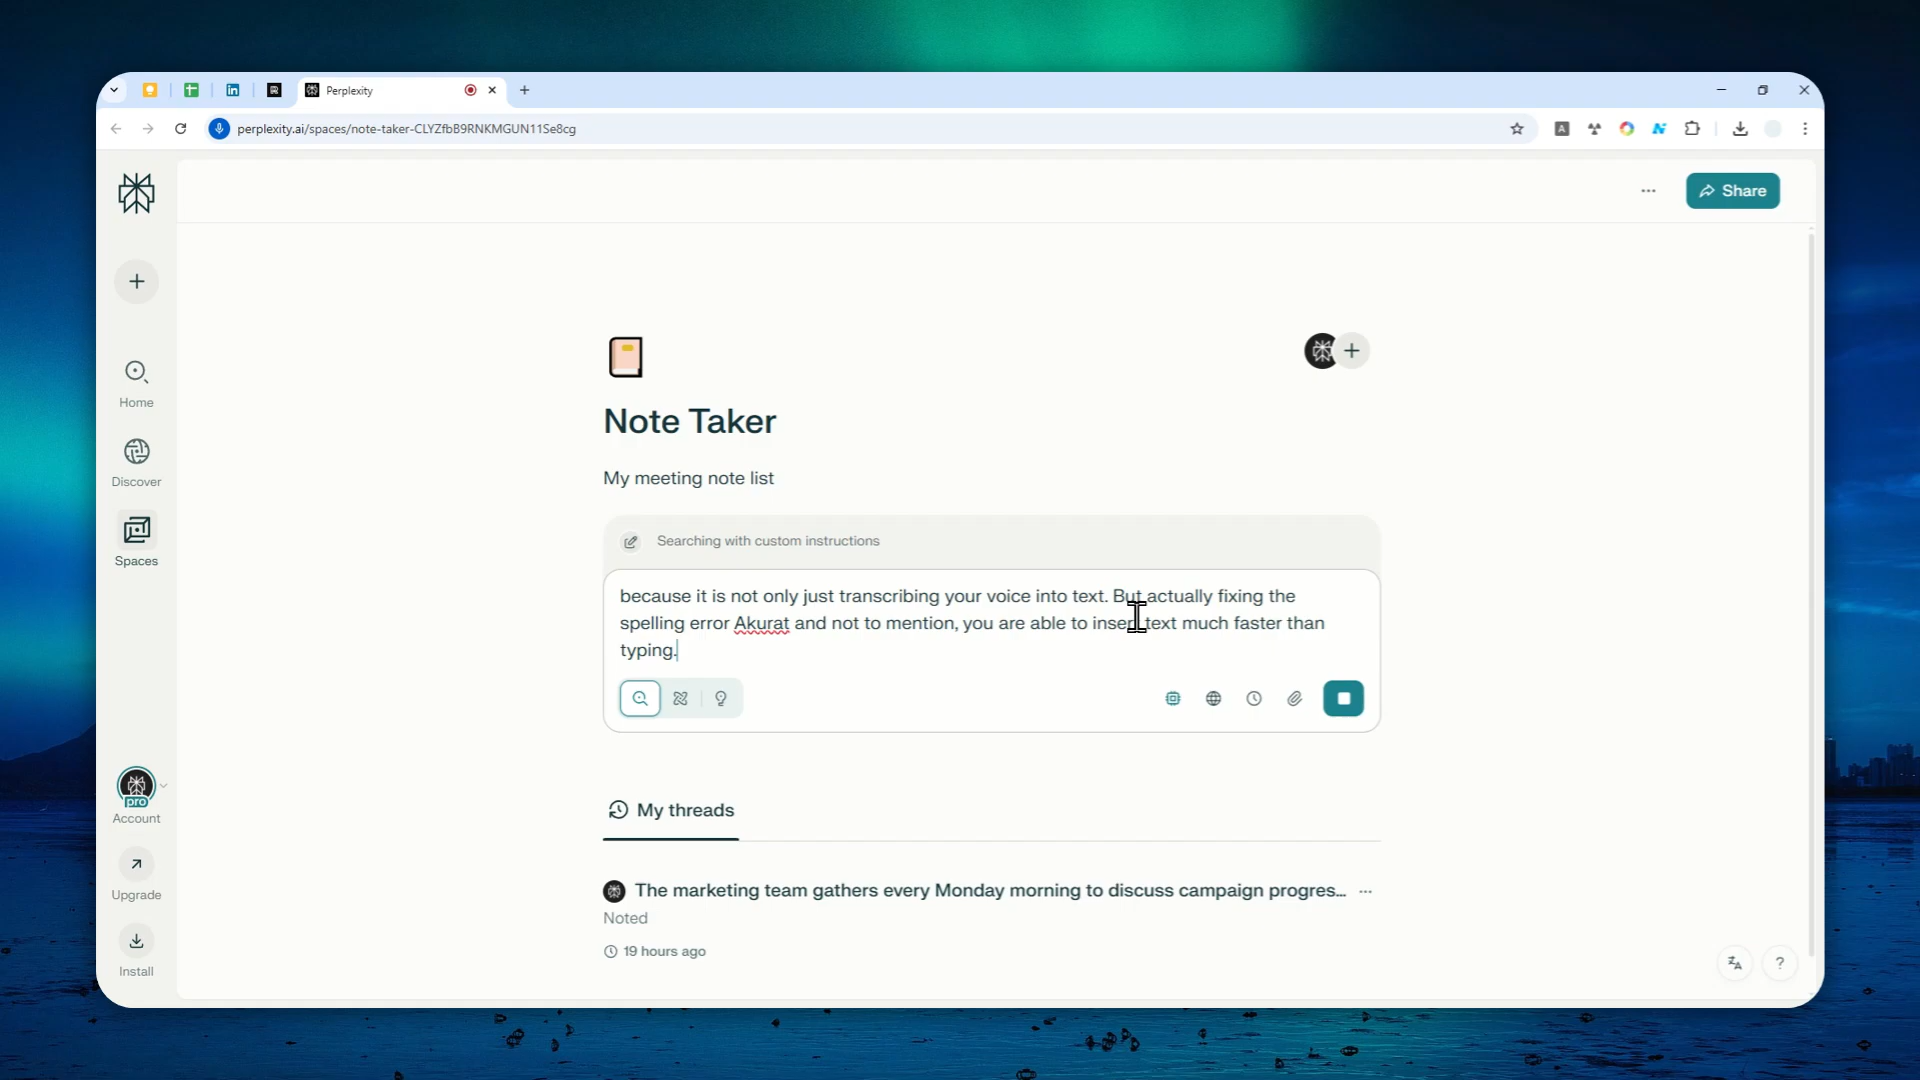 Perplexity
perplexity.ai/spaces/note-taker-CLYZfbB9RNKMGUN11Se8cg
Share
Home
Discover
Spaces
Note Taker
My meeting note list
Searching with custom instructions
because it is not only just transcribing your voice into text. But actually fixing the
spelling error Akurat and not to mention, you are able to insert text much faster than
typing.
My threads
The marketing team gathers every Monday morning to discuss campaign progres...
Noted
19 hours ago
pro
Account
Upgrade
Install